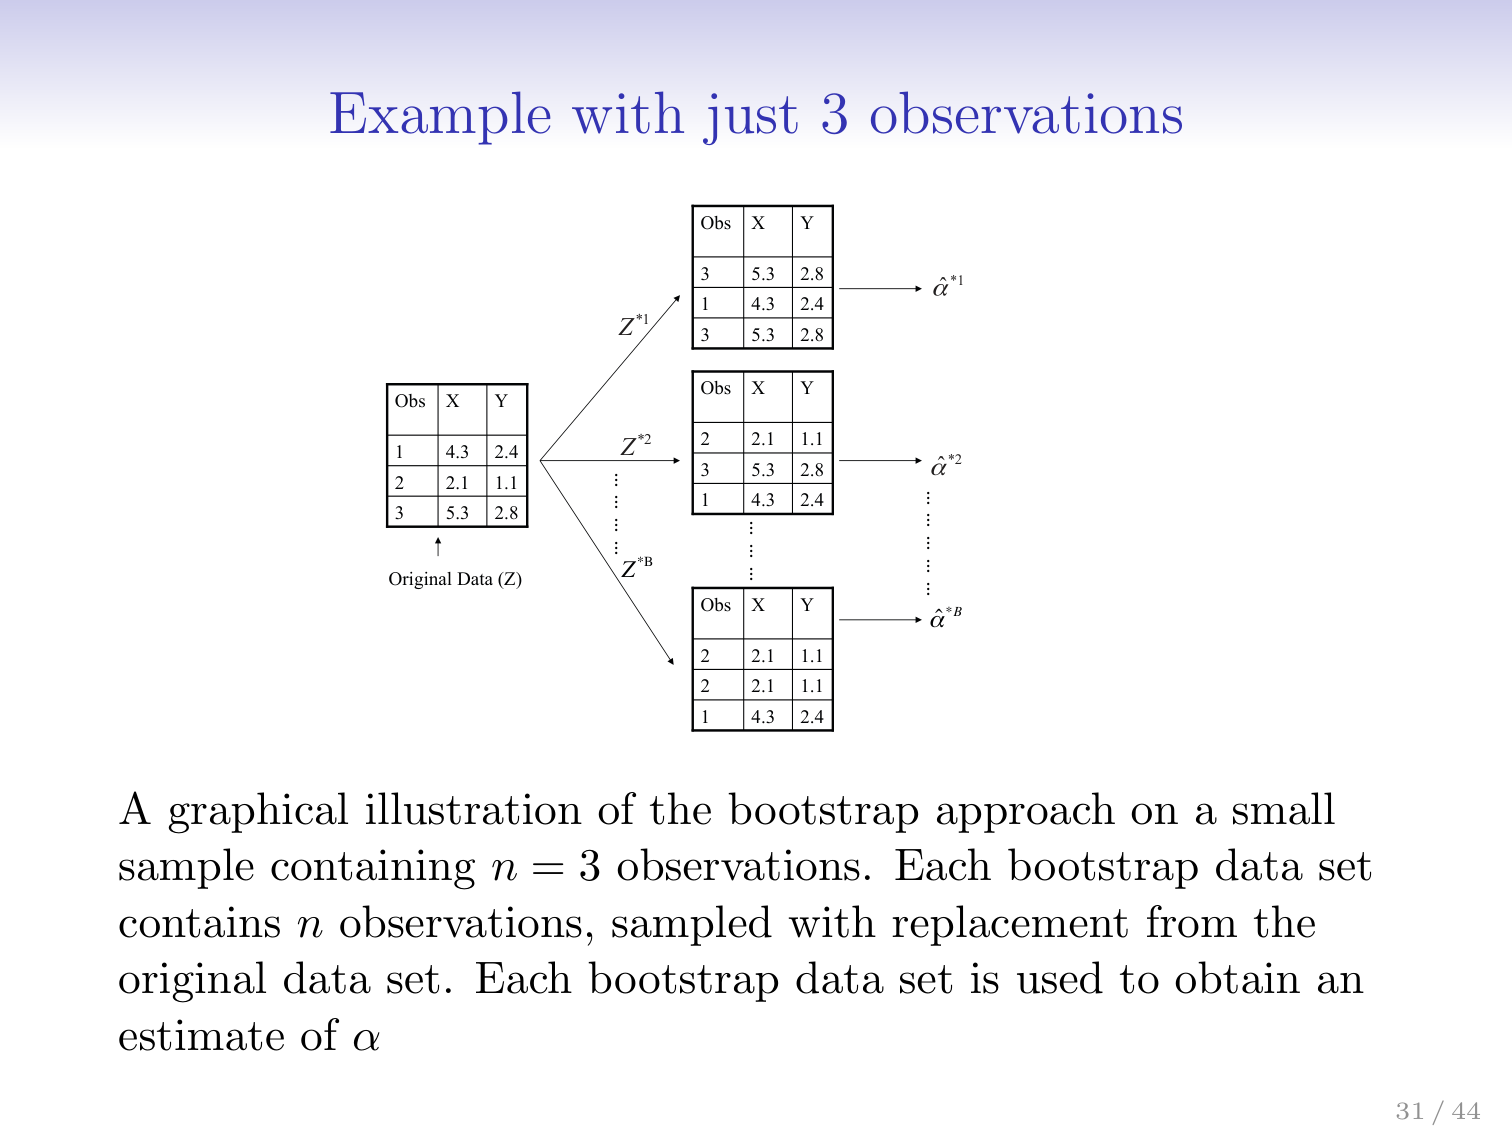 Example with just 3 observations
Obs X Y
3 5.3 2.8
1 4.3 2.4
3 5.3 2.8
α̂*1
Z*1
Obs X Y
1 4.3 2.4
2 2.1 1.1
3 5.3 2.8
Original Data (Z)
Z*2
Obs X Y
2 2.1 1.1
3 5.3 2.8
1 4.3 2.4
α̂*2
Z*B
Obs X Y
2 2.1 1.1
2 2.1 1.1
1 4.3 2.4
α̂*B
A graphical illustration of the bootstrap approach on a small
sample containing n = 3 observations. Each bootstrap data set
contains n observations, sampled with replacement from the
original data set. Each bootstrap data set is used to obtain an
estimate of α
31 / 44